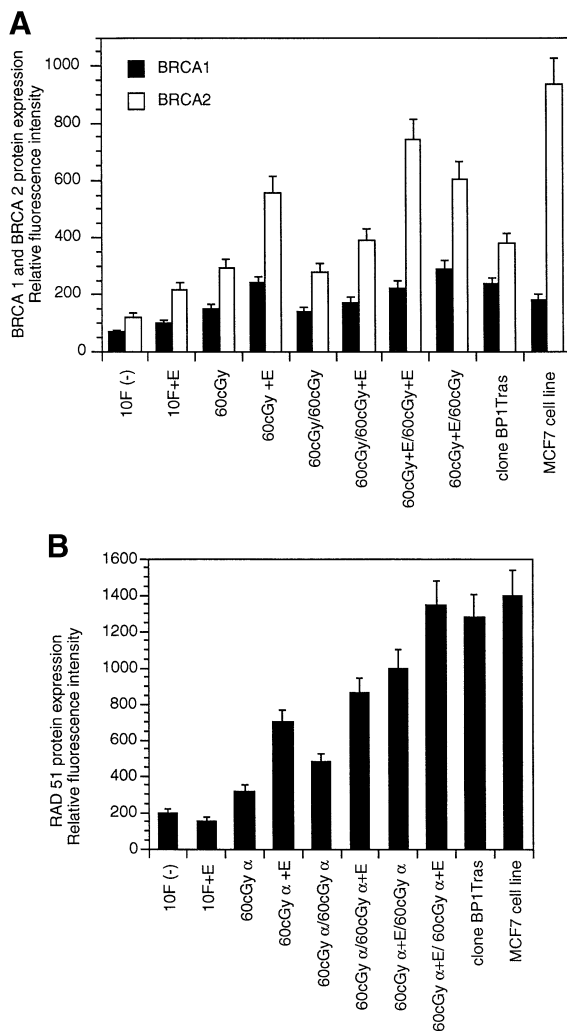 A
BRCA 1 and BRCA 2 protein expression
Relative fluorescence intensity
1000
800
600
400
200
0
BRCA1
BRCA2
10F (-)
10F+E
60cGy
60cGy +E
60cGy/60cGy
60cGy/60cGy+E
60cGy+E/60cGy+E
60cGy+E/60cGy
clone BP1Tras
MCF7 cell line
B
RAD 51 protein expression
Relative fluorescence intensity
1600
1400
1200
1000
800
600
400
200
0
10F (-)
10F+E
60cGy α
60cGy α +E
60cGy α/60cGy α
60cGy α/60cGy α+E
60cGy α+E/60cGy α
60cGy α+E/ 60cGy α+E
clone BP1Tras
MCF7 cell line